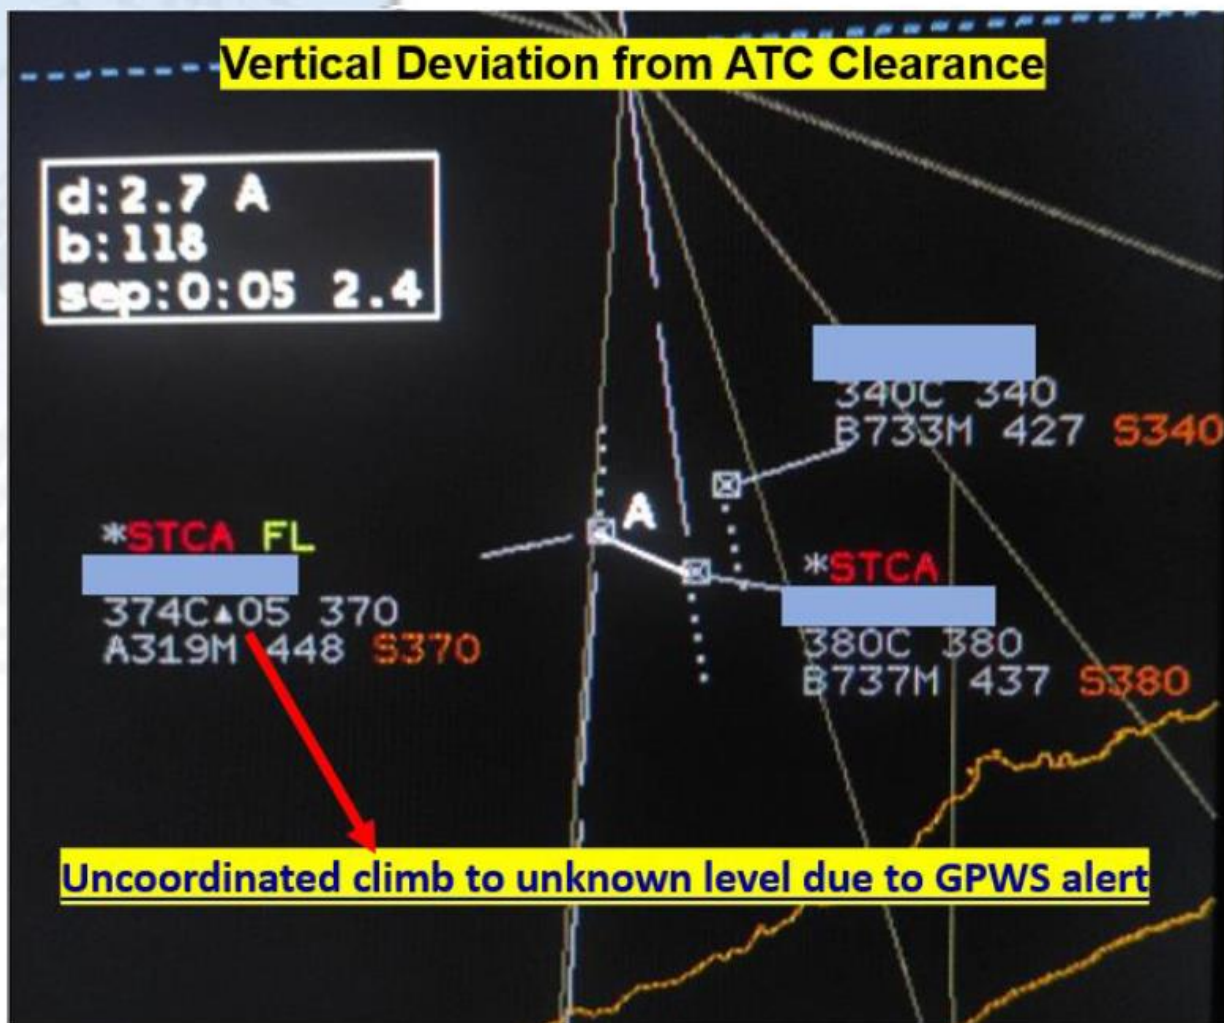 Vertical Deviation from ATC Clearance
d:2.7 A
b:118
sep:0:05 2.4
340C 340
B733M 427 S340
A
*STCA FL
374C▲05 370
A319M 448 S370
*STCA
380C 380
B737M 437 S380
Uncoordinated climb to unknown level due to GPWS alert